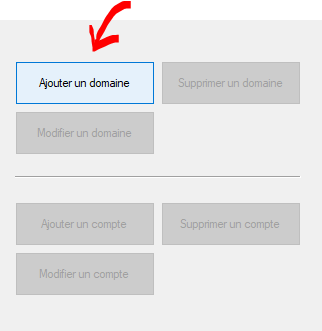 Ajouter un domaine
Supprimer un domaine
Modifier un domaine
Ajouter un compte
Supprimer un compte
Modifier un compte